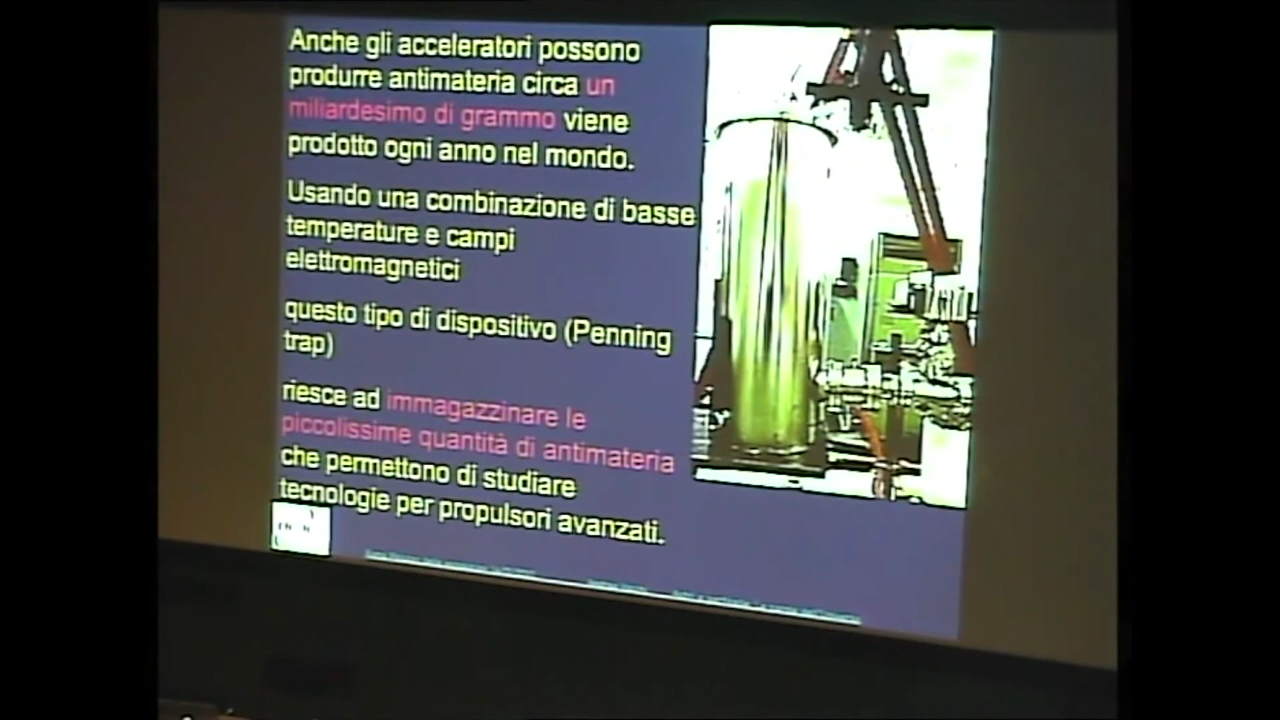 Anche gli acceleratori possono
produrre antimateria circa un
miliardesimo di grammo viene
prodotto ogni anno nel mondo.
Usando una combinazione di basse
temperature e campi
elettromagnetici
questo tipo di dispositivo (Penning
trap)
riesce ad immagazzinare le
piccolissime quantità di antimateria
che permettono di studiare
tecnologie per propulsori avanzati.